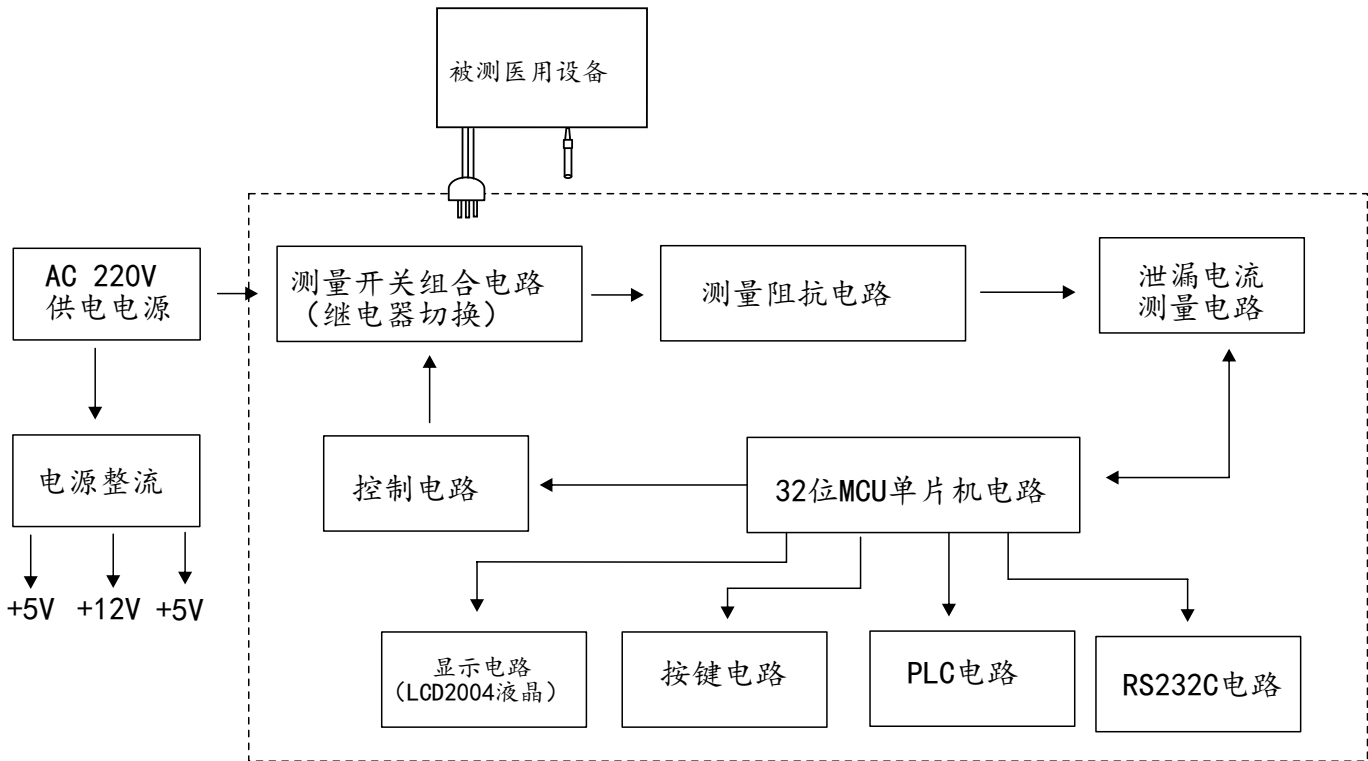 被测医用设备
AC 220V
供电电源
测量开关组合电路
（继电器切换）
测量阻抗电路
泄漏电流
测量电路
电源整流
控制电路
32位MCU单片机电路
+5V
+12V
+5V
显示电路
（LCD2004液晶）
按键电路
PLC电路
RS232C电路